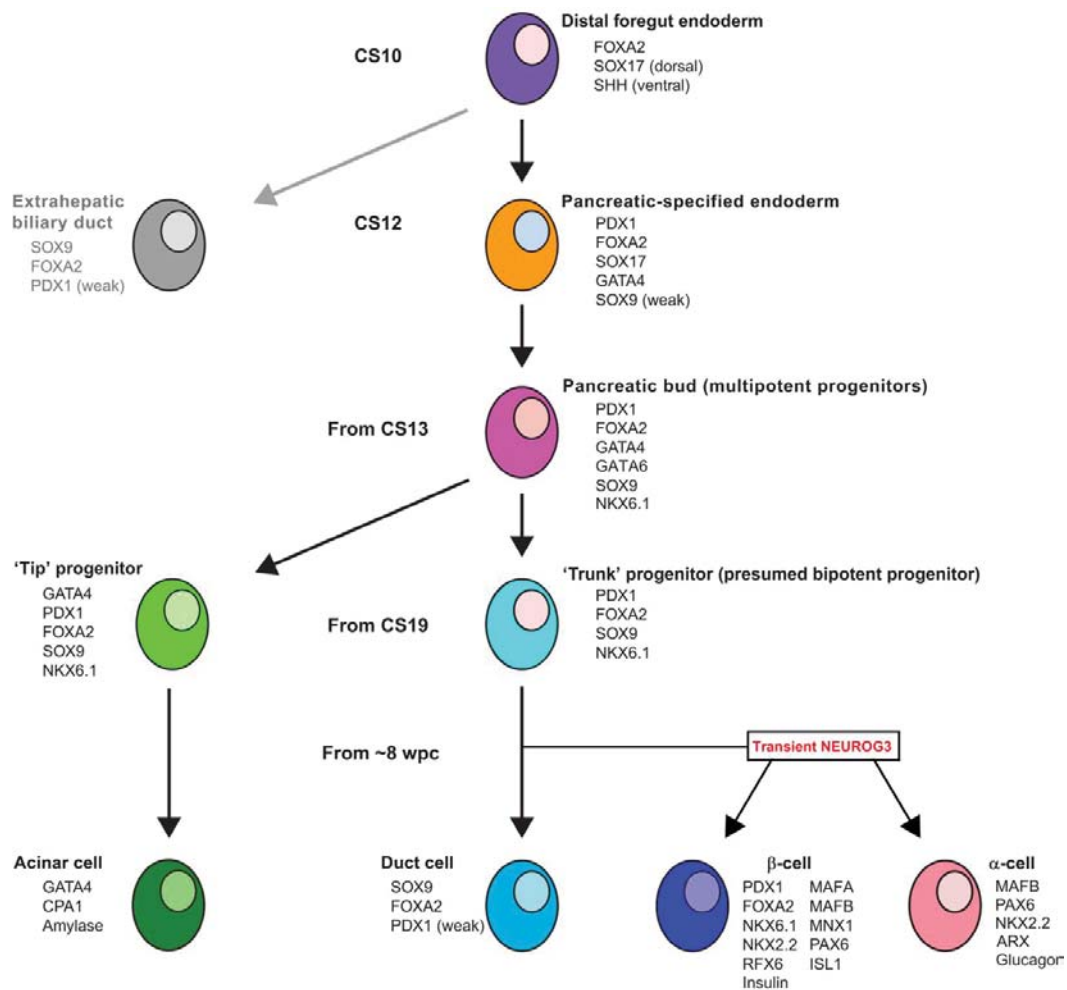 Distal foregut endoderm
CS10
FOXA2
SOX17 (dorsal)
SHH (ventral)
Extrahepatic
biliary duct
SOX9
FOXA2
PDX1 (weak)
CS12
Pancreatic-specified endoderm
PDX1
FOXA2
SOX17
GATA4
SOX9 (weak)
From CS13
Pancreatic bud (multipotent progenitors)
PDX1
FOXA2
GATA4
GATA6
SOX9
NKX6.1
'Tip' progenitor
GATA4
PDX1
FOXA2
SOX9
NKX6.1
From CS19
'Trunk' progenitor (presumed bipotent progenitor)
PDX1
FOXA2
SOX9
NKX6.1
From ~8 wpc
Transient NEUROG3
Acinar cell
GATA4
CPA1
Amylase
Duct cell
SOX9
FOXA2
PDX1 (weak)
β-cell
PDX1 MAFA
FOXA2 MAFB
NKX6.1 MNX1
NKX2.2 PAX6
RFX6 ISL1
Insulin
α-cell
MAFB
PAX6
NKX2.2
ARX
Glucagon